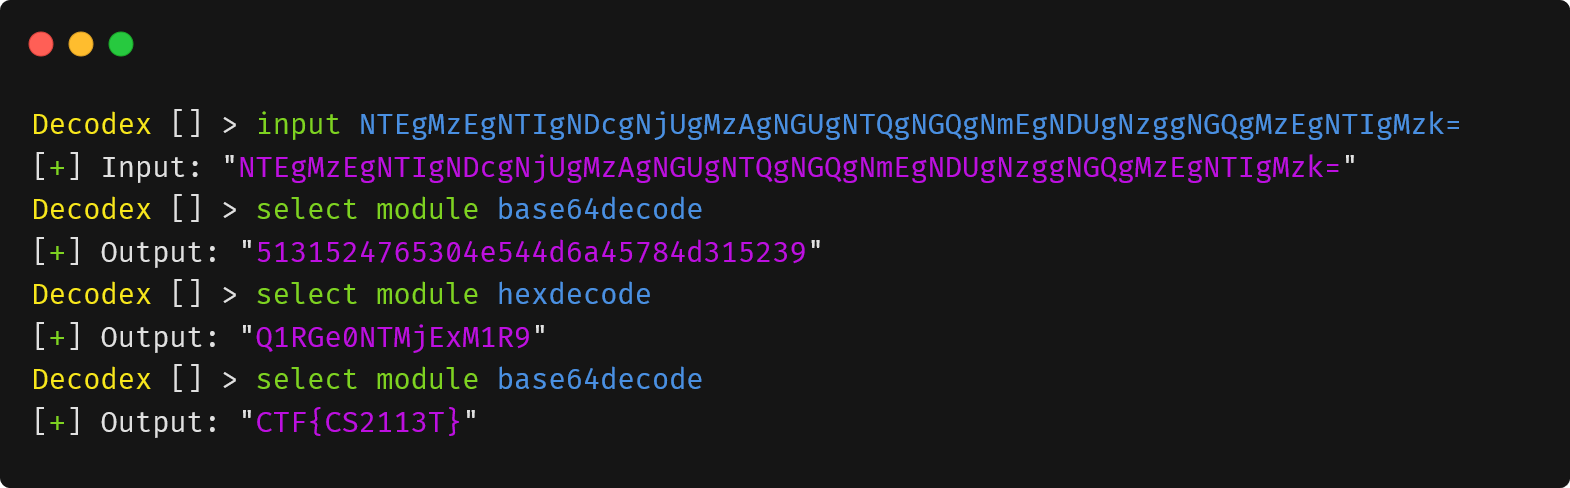 Decodex [] > input NTEgMzEgNTIgNDcgNjUgMzAgNGUgNTQgNGQgNmEgNDUgNzggNGQgMzEgNTIgMzk=
[+] Input: "NTEgMzEgNTIgNDcgNjUgMzAgNGUgNTQgNGQgNmEgNDUgNzggNGQgMzEgNTIgMzk="
Decodex [] > select module base64decode
[+] Output: "5131524765304e544d6a45784d315239"
Decodex [] > select module hexdecode
[+] Output: "Q1RGe0NTMjExM1R9"
Decodex [] > select module base64decode
[+] Output: "CTF{CS2113T}"